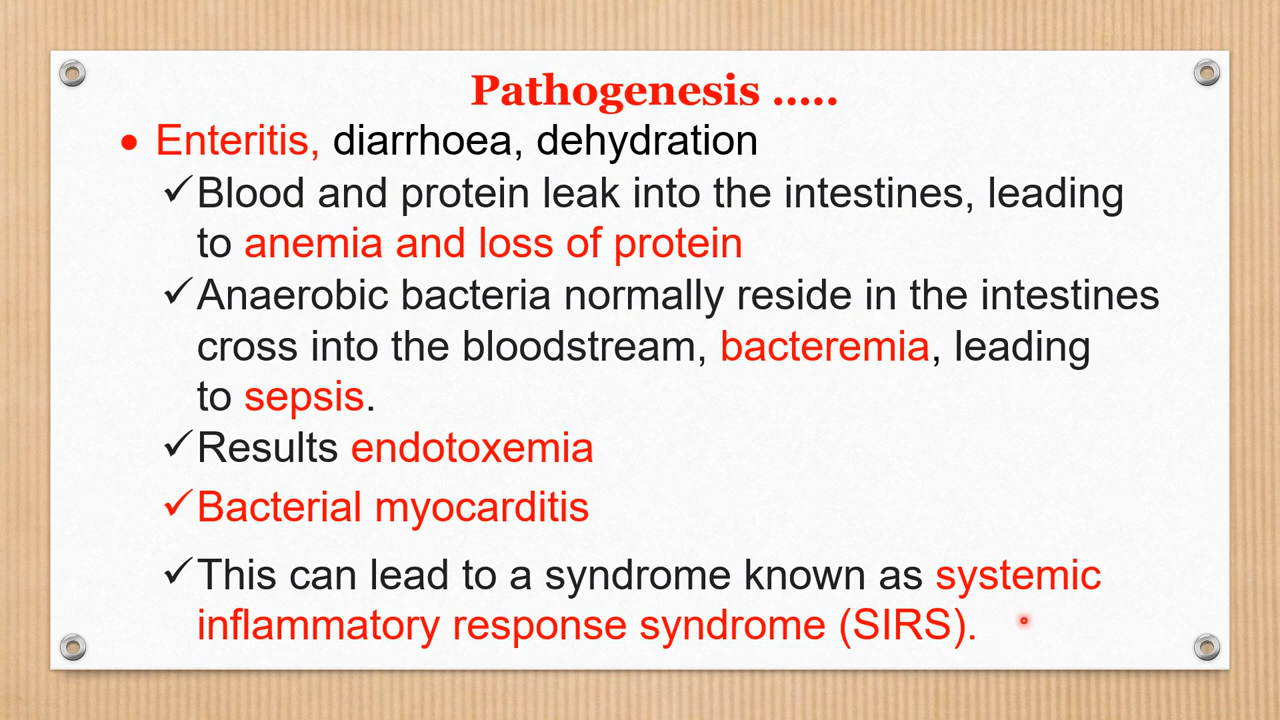 Pathogenesis .....
• Enteritis, diarrhoea, dehydration
✓Blood and protein leak into the intestines, leading
to anemia and loss of protein
✓Anaerobic bacteria normally reside in the intestines
cross into the bloodstream, bacteremia, leading
to sepsis.
✓Results endotoxemia
✓Bacterial myocarditis
✓This can lead to a syndrome known as systemic
inflammatory response syndrome (SIRS).